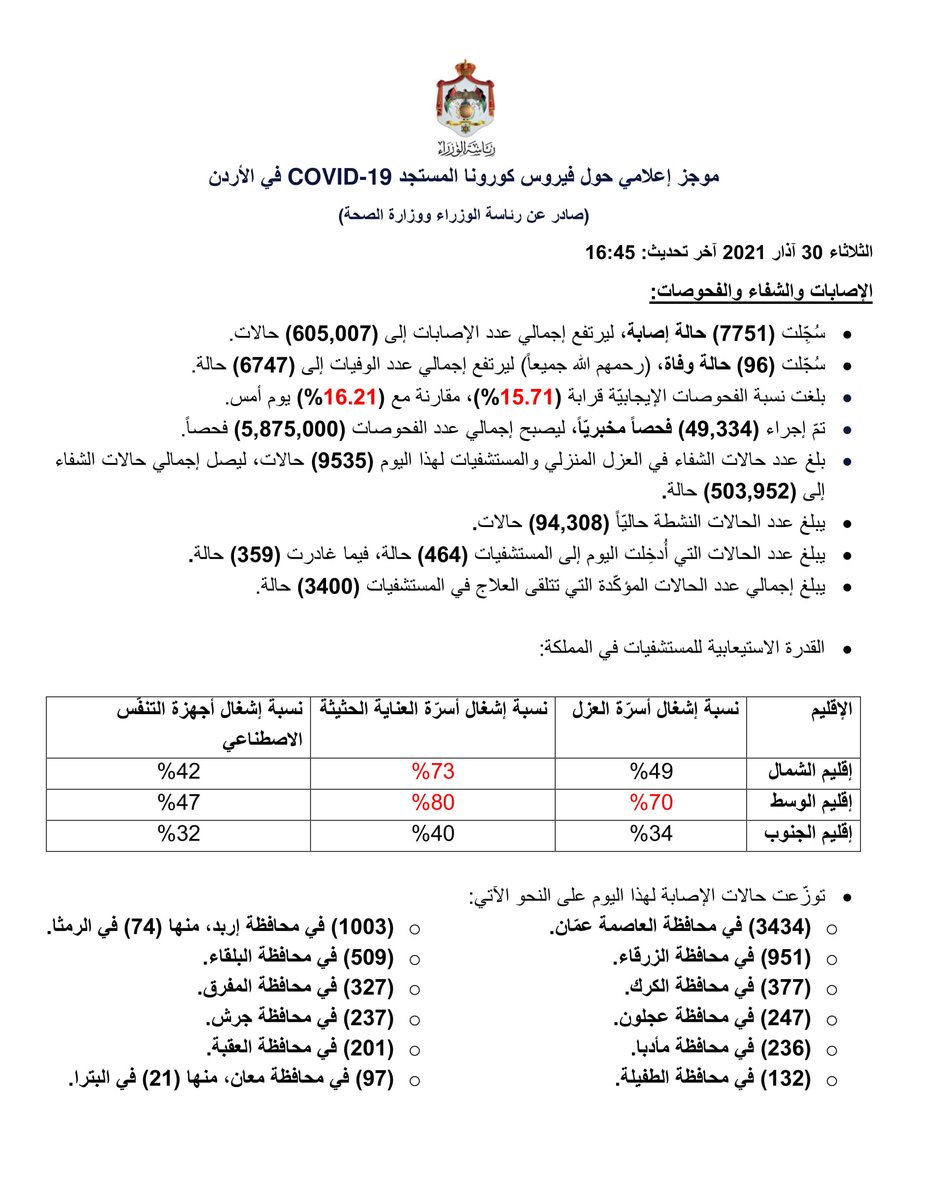 رئاسة الوزراء
موجز إعلامي حول فيروس كورونا المستجد COVID-19 في الأردن
(صادر عن رئاسة الوزراء ووزارة الصحة)
الثلاثاء 30 آذار 2021 آخر تحديث: 16:45
الإصابات والشفاء والفحوصات:
• سُجِّلت (7751) حالة إصابة، ليرتفع إجمالي عدد الإصابات إلى (605,007) حالات.
• سُجّلت (96) حالة وفاة، (رحمهم الله جميعاً) ليرتفع إجمالي عدد الوفيات إلى (6747) حالة.
• بلغت نسبة الفحوصات الإيجابيّة قرابة (15.71%)، مقارنة مع (16.21%) يوم أمس.
• تمّ إجراء (49,334) فحصاً مخبريّاً، ليصبح إجمالي عدد الفحوصات (5,875,000) فحصاً.
• بلغ عدد حالات الشفاء في العزل المنزلي والمستشفيات لهذا اليوم (9535) حالات، ليصل إجمالي حالات الشفاء
إلى (503,952) حالة.
• يبلغ عدد الحالات النشطة حاليّاً (94,308) حالات.
• يبلغ عدد الحالات التي أُدخِلت اليوم إلى المستشفيات (464) حالة، فيما غادرت (359) حالة.
• يبلغ إجمالي عدد الحالات المؤكّدة التي تتلقى العلاج في المستشفيات (3400) حالة.
• القدرة الاستيعابية للمستشفيات في المملكة:
الإقليم نسبة إشغال أسرّة العزل نسبة إشغال أسرّة العناية الحثيثة نسبة إشغال أجهزة التنفّس
الاصطناعي
إقليم الشمال %49 %73 %42
إقليم الوسط %70 %80 %47
إقليم الجنوب %34 %40 %32
• توزّعت حالات الإصابة لهذا اليوم على النحو الآتي:
o (3434) في محافظة العاصمة عمّان. o (1003) في محافظة إربد، منها (74) في الرمثا.
o (951) في محافظة الزرقاء. o (509) في محافظة البلقاء.
o (377) في محافظة الكرك. o (327) في محافظة المفرق.
o (247) في محافظة عجلون. o (237) في محافظة جرش.
o (236) في محافظة مأدبا. o (201) في محافظة العقبة.
o (132) في محافظة الطفيلة. o (97) في محافظة معان، منها (21) في البترا.